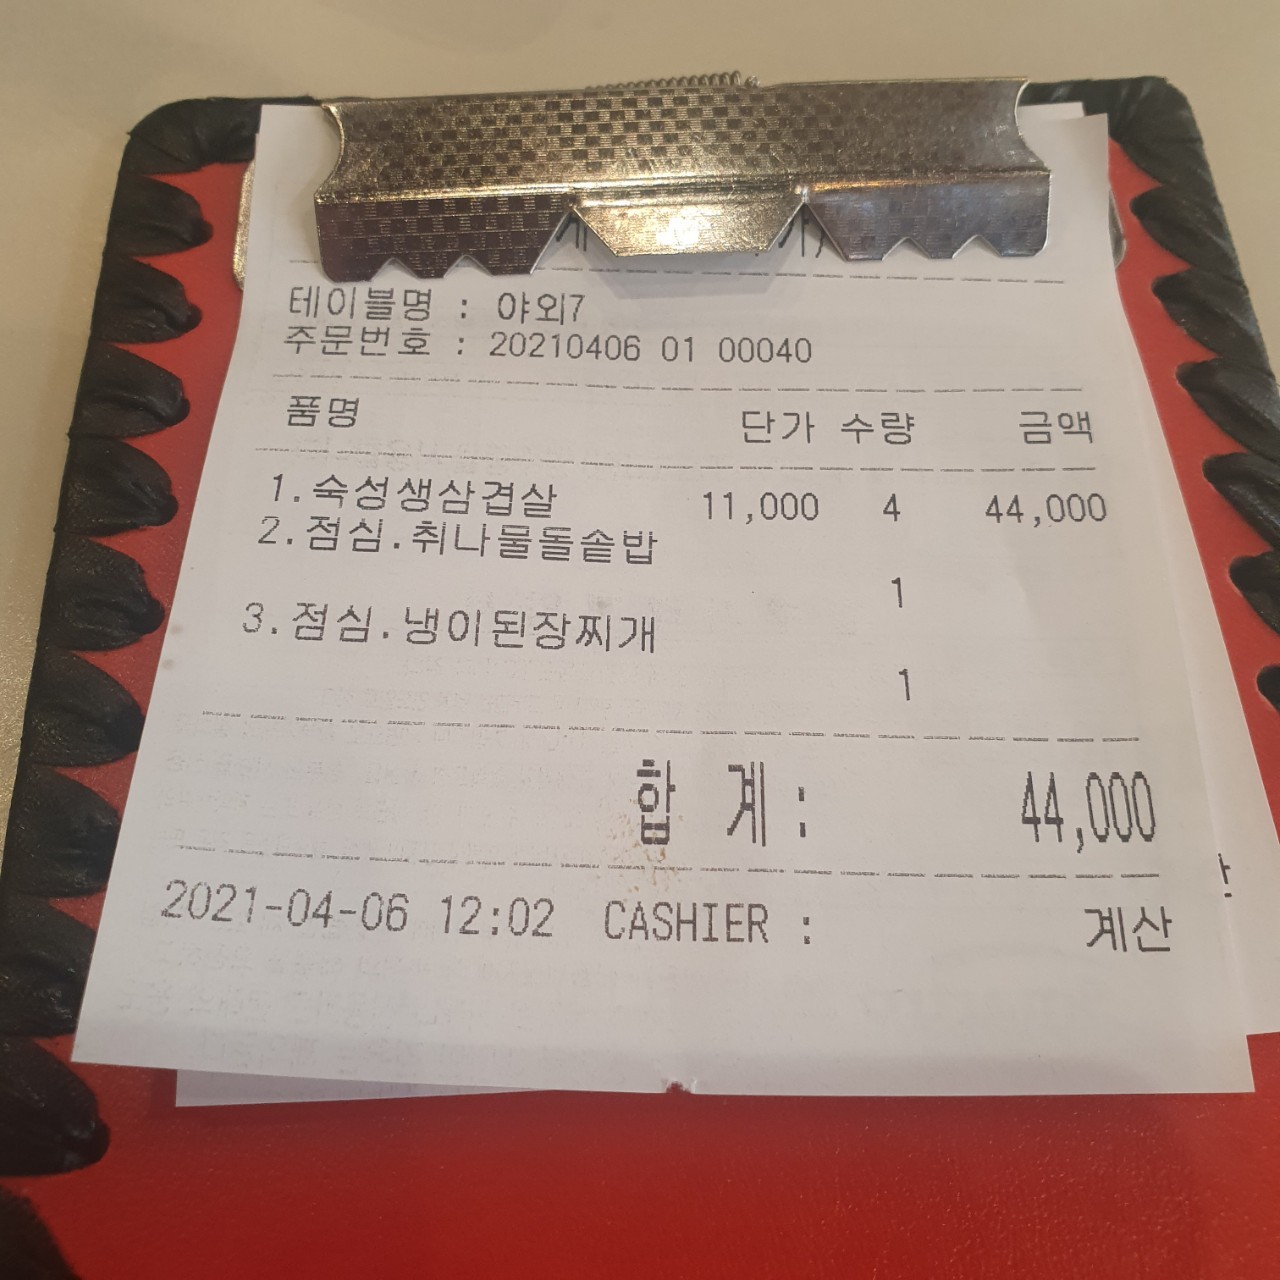 테이블명 : 야외7
주문번호 : 20210406 01 00040
품명 단가 수량 금액
1.숙성생삼겹살 11,000 4 44,000
2.점심.취나물돌솥밥
1
3.점심.냉이된장찌개
1
합 계 : 44,000
2021-04-06 12:02 CASHIER : 계산